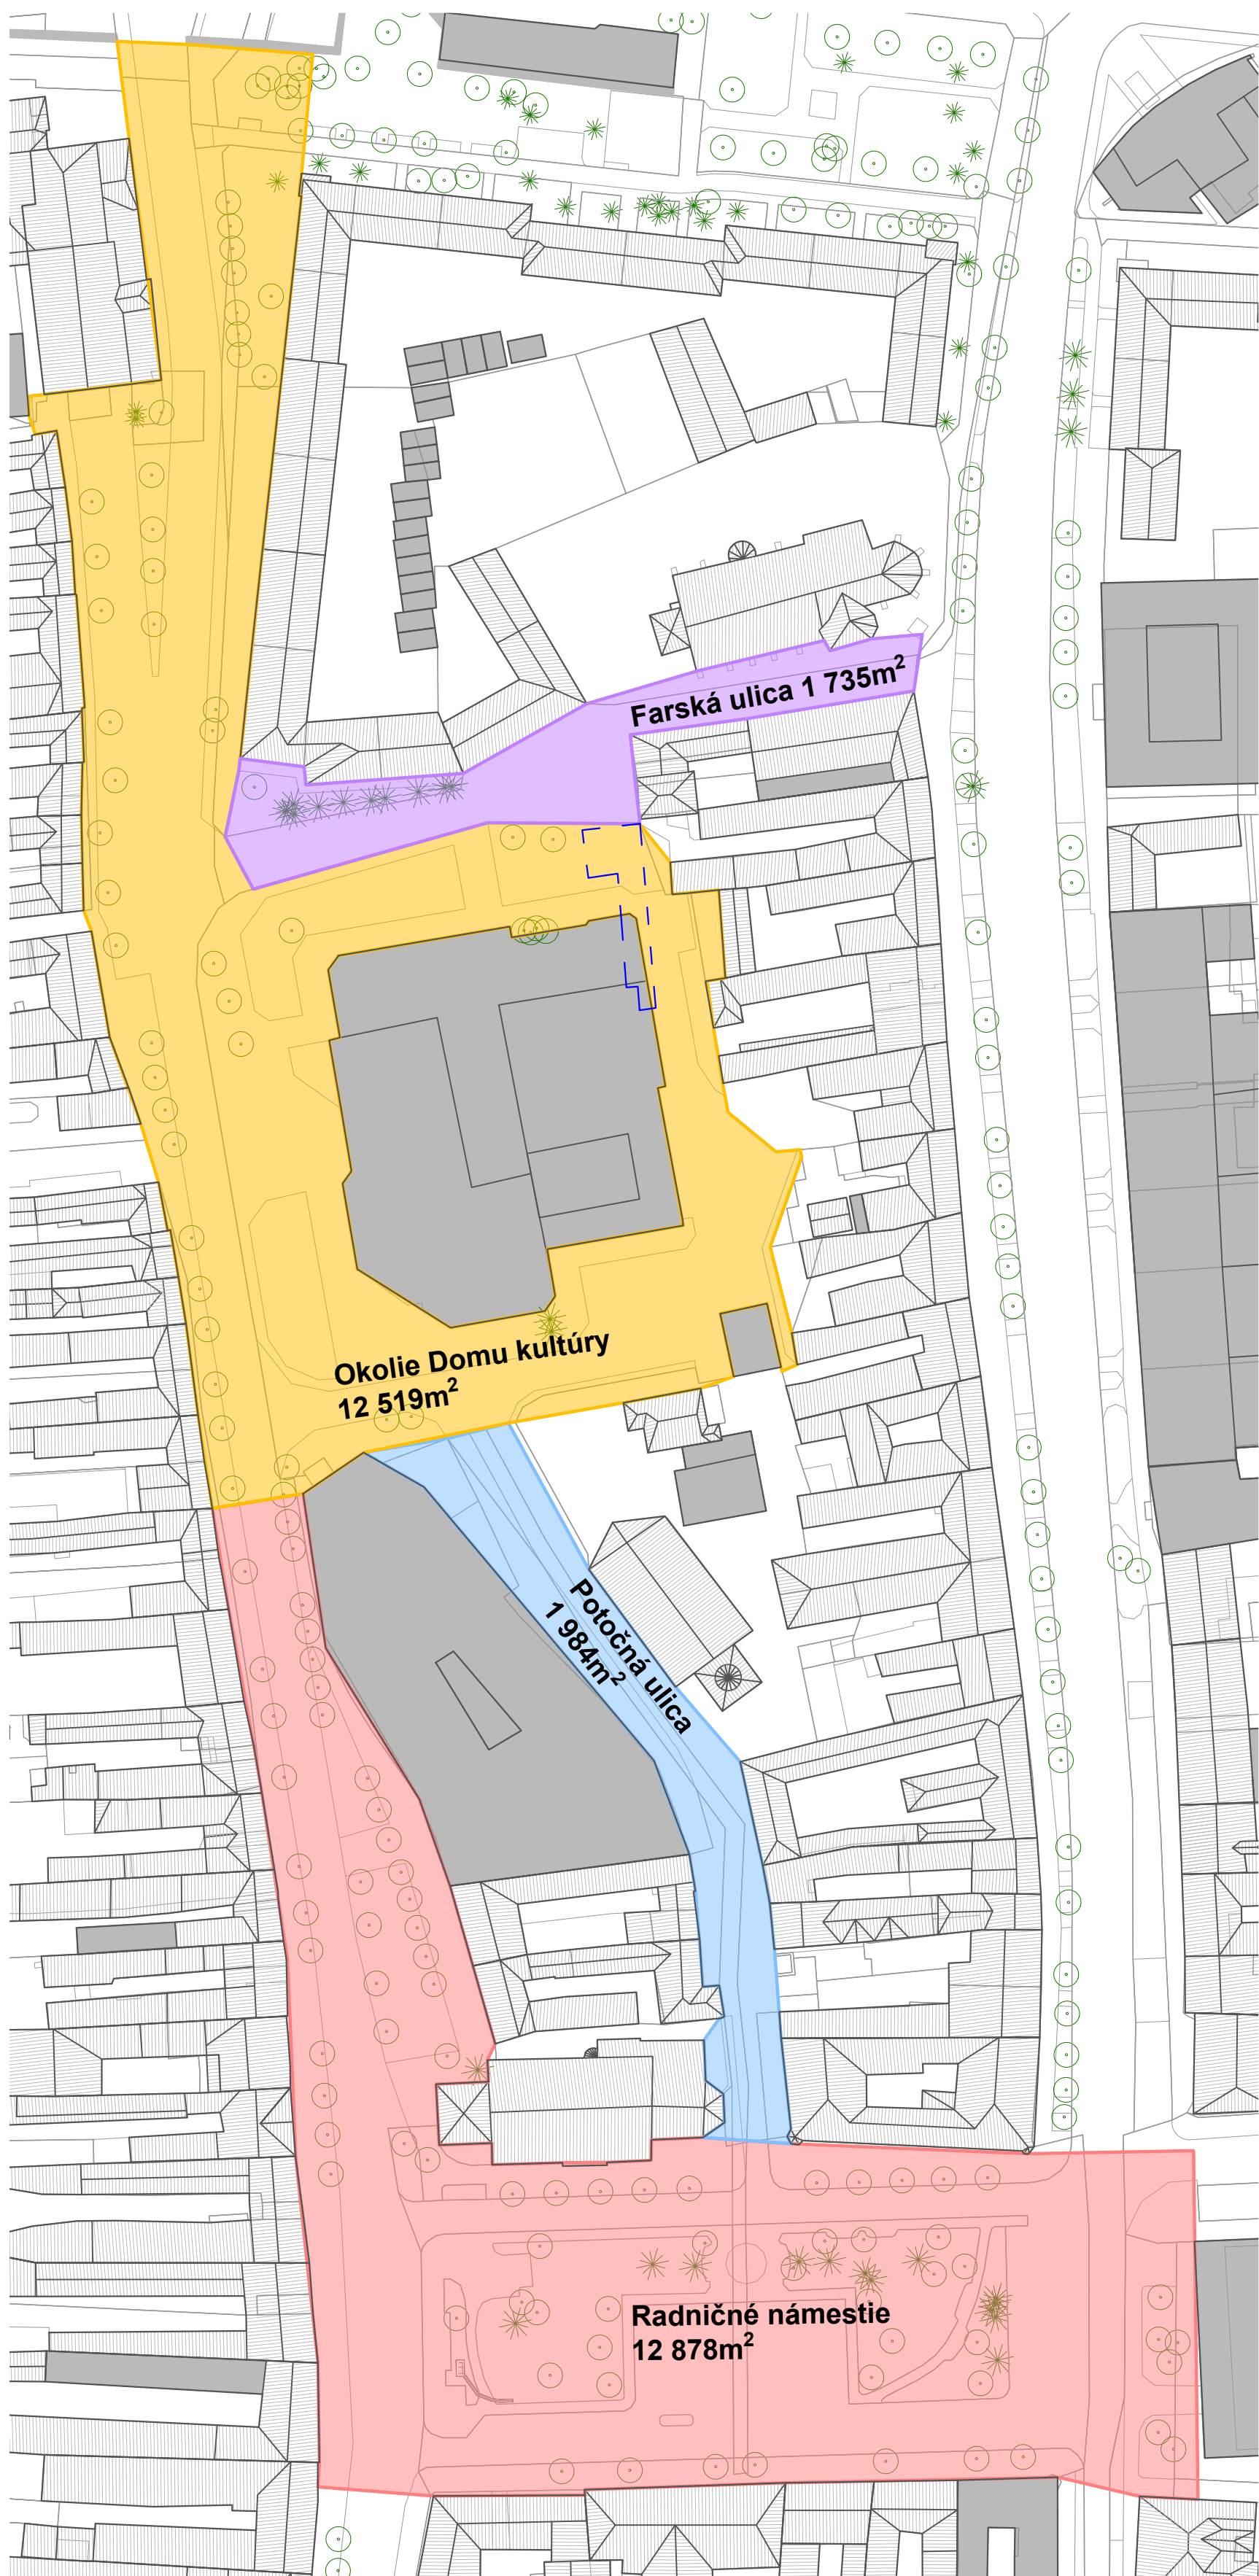 Farská ulica 1 735m²
Okolie Domu kultúry
12 519m²
Potočná ulica
1 984m²
Radničné námestie
12 878m²